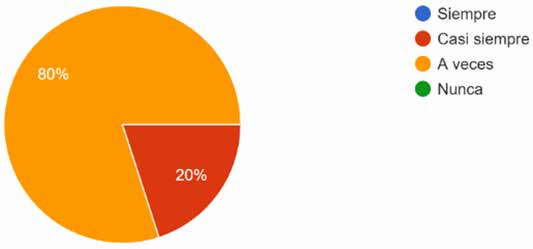 Siempre
Casi siempre
80%
A veces
Nunca
20%